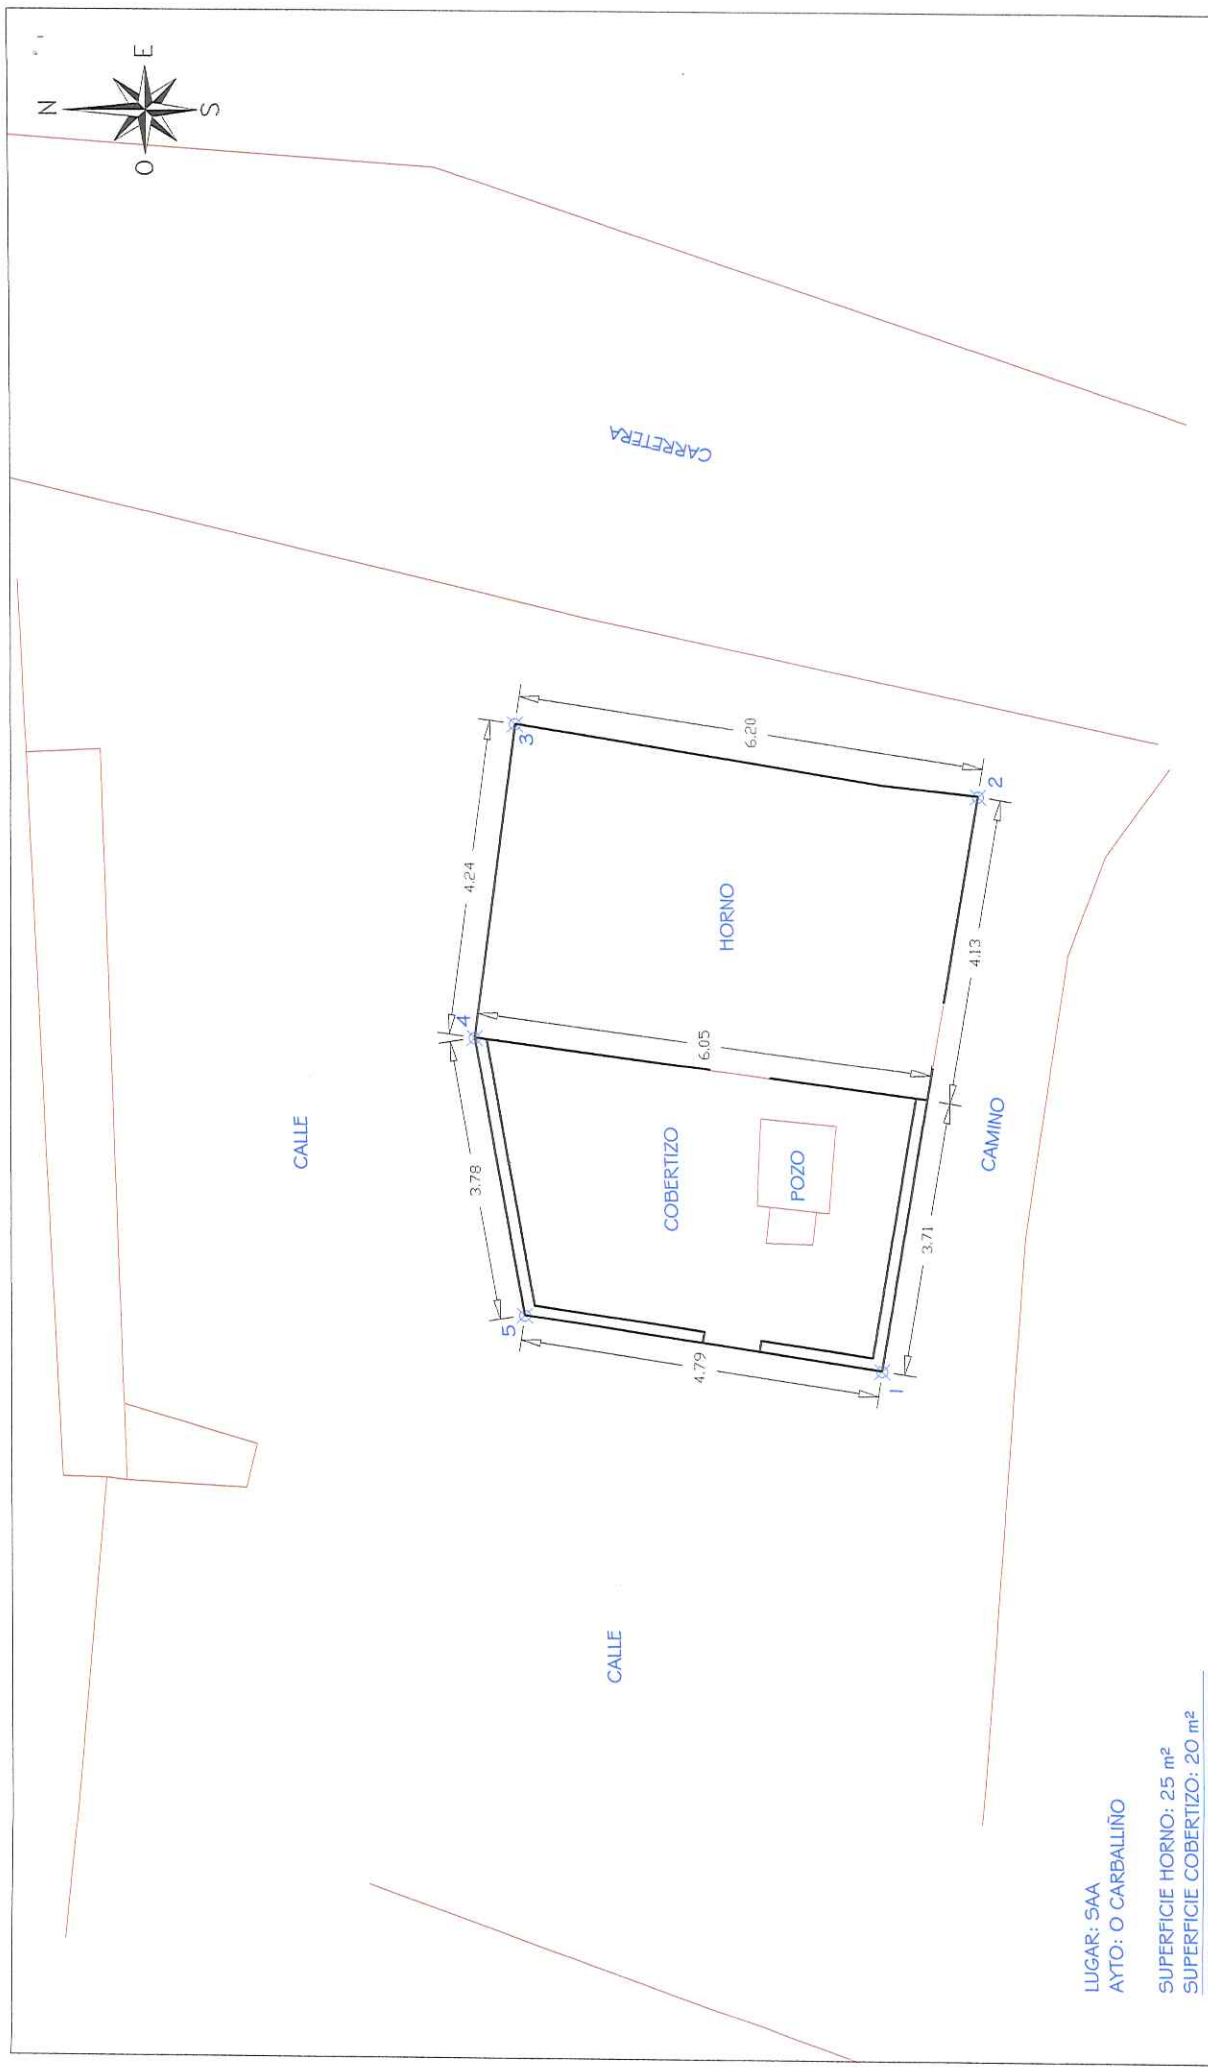 N
E
O
S
CARRETERA
CALLE
4.24
3
6.20
2
4
HORNO
4.13
6.05
3.78
COBERTIZO
POZO
CAMINO
3.71
5
4.79
1
CALLE
LUGAR: SAA
AYTO: O CARBALLIÑO
SUPERFICIE HORNO: 25 m²
SUPERFICIE COBERTIZO: 20 m²